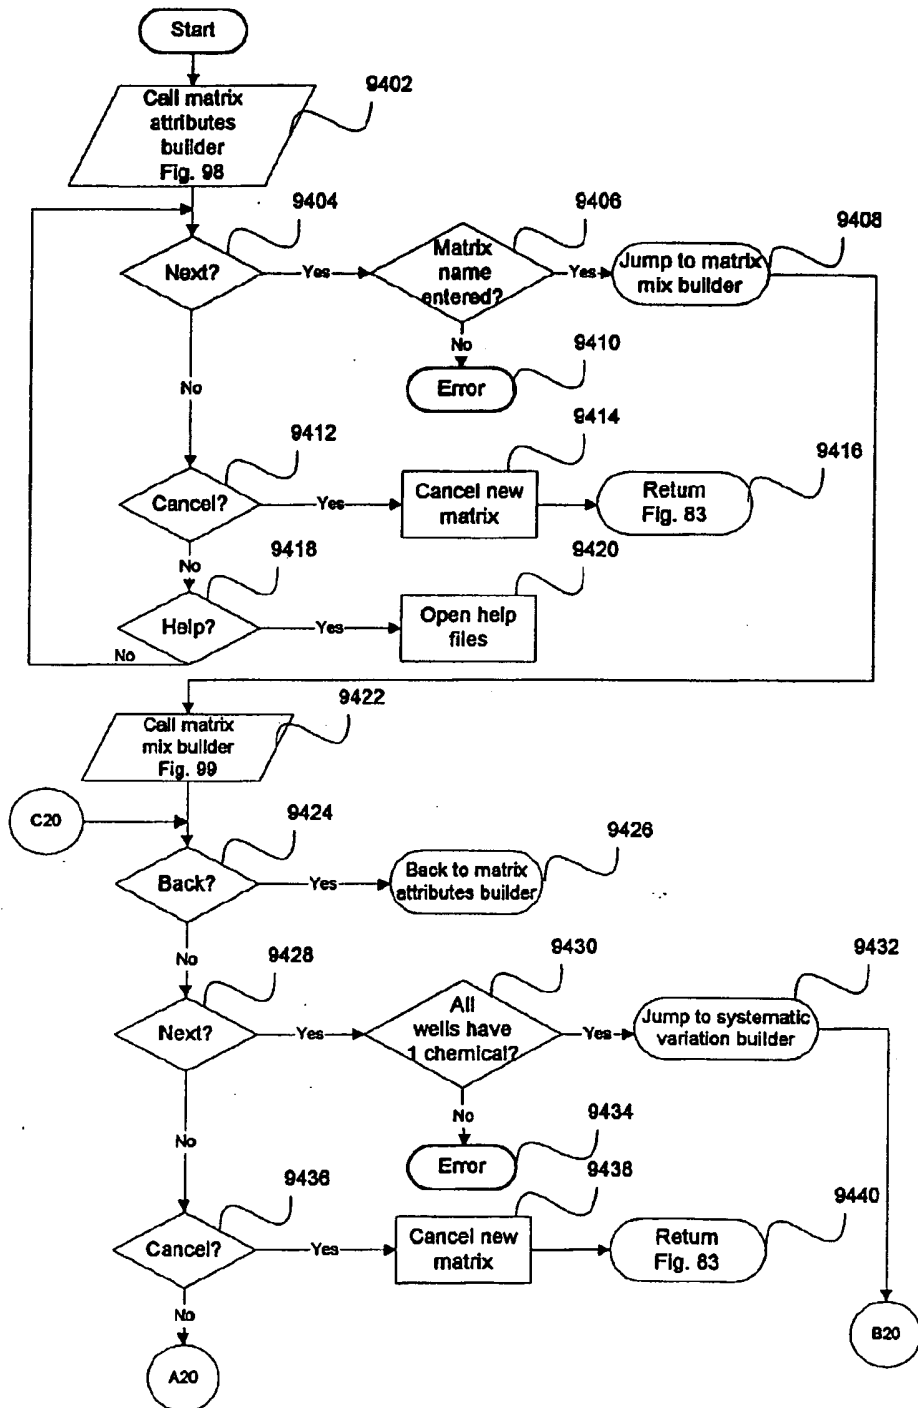 Start
Call matrix
attributes
builder
Fig. 98
9402
9404
Next?
Yes
9406
Matrix
name
entered?
Yes
9408
Jump to matrix
mix builder
No
9410
Error
No
9412
Cancel?
Yes
9414
Cancel new
matrix
9416
Return
Fig. 83
No
9418
Help?
Yes
9420
Open help
files
No
9422
Call matrix
mix builder
Fig. 99
C20
9424
Back?
Yes
9426
Back to matrix
attributes builder
No
9428
Next?
Yes
9430
All
wells have
1 chemical?
Yes
9432
Jump to systematic
variation builder
No
9434
Error
No
9436
Cancel?
Yes
9438
Cancel new
matrix
9440
Return
Fig. 83
No
A20
B20